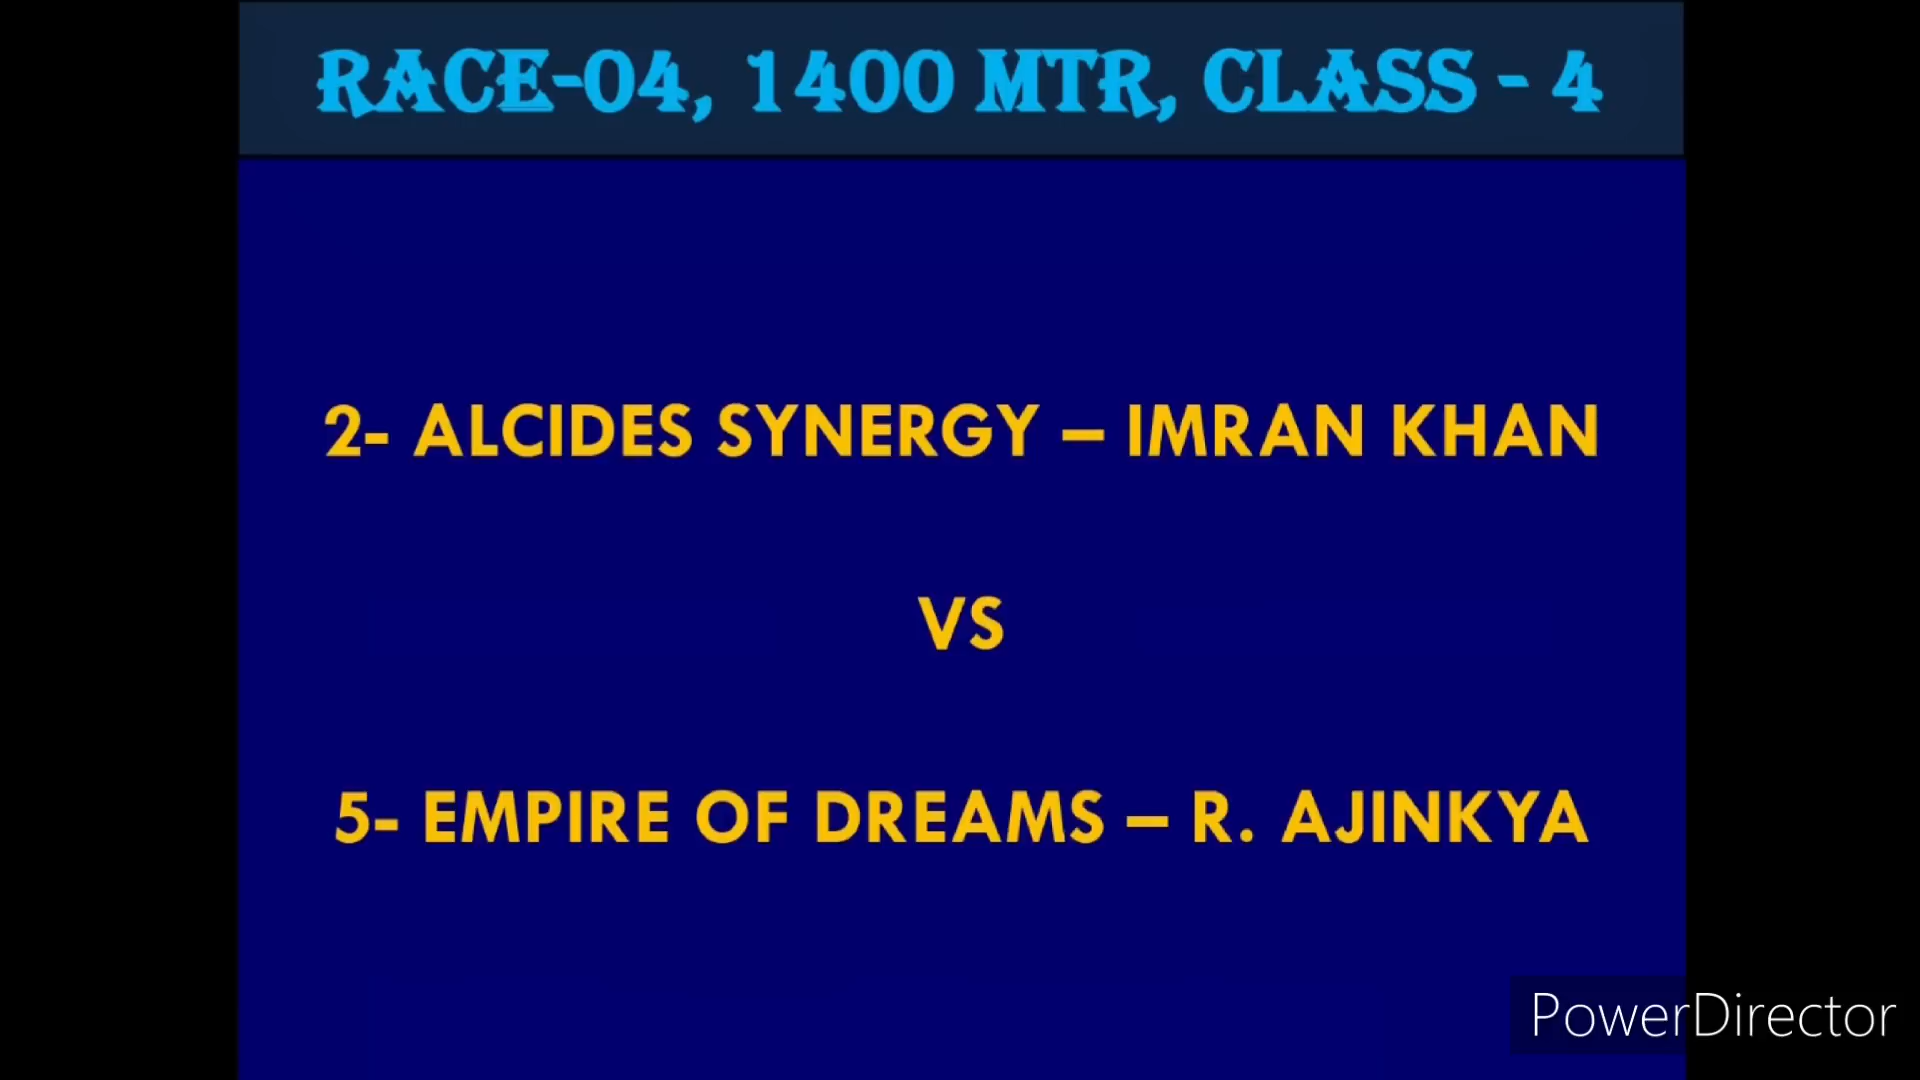 RACE-04, 1400 MTR, CLASS - 4
2- ALCIDES SYNERGY – IMRAN KHAN
VS
5- EMPIRE OF DREAMS – R. AJINKYA
PowerDirector